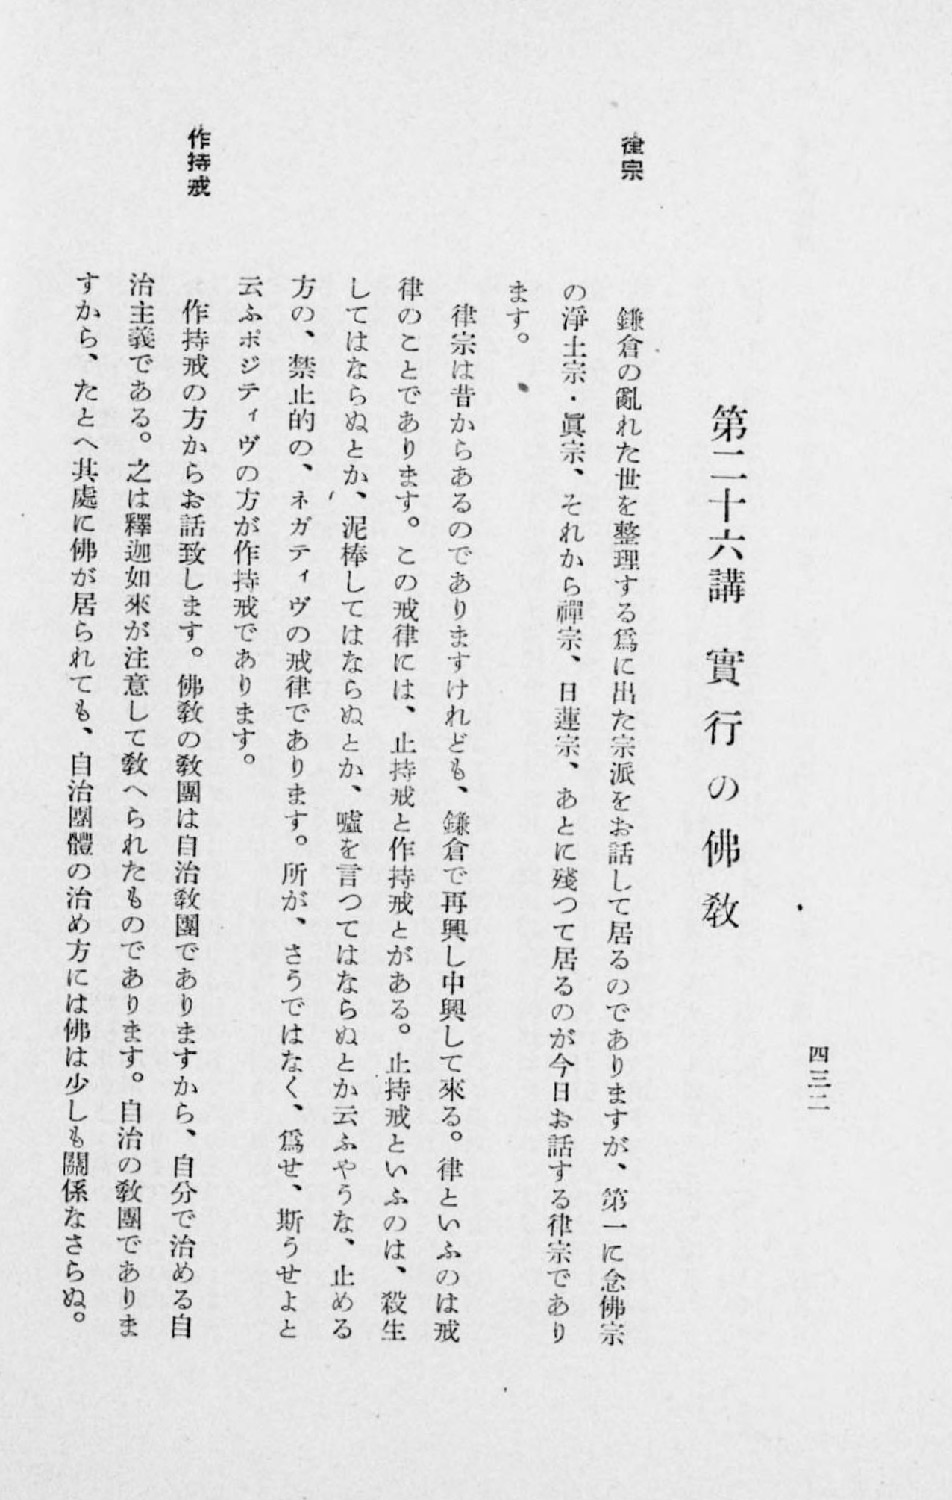 四三二
第二十六講　實行の佛教
律宗
鎌倉の亂れた世を整理する爲に出た宗派をお話して居るのでありますが、第一に念佛宗
の淨土宗・眞宗、それから禪宗、日蓮宗、あとに殘つて居るのが今日お話する律宗であり
ます。
律宗は昔からあるのでありますけれども、鎌倉で再興し中興して來る。律といふのは戒
律のことであります。この戒律には、止持戒と作持戒とがある。止持戒といふのは、殺生
してはならぬとか、泥棒してはならぬとか、嘘を言つてはならぬとか云ふやうな、止める
方の、禁止的の、ネガティヴの戒律であります。所が、さうではなく、爲せ、斯うせよと
云ふポジティヴの方が作持戒であります。
作持戒
作持戒の方からお話致します。佛教の教團は自治教團でありますから、自分で治める自
治主義である。之は釋迦如來が注意して教へられたものであります。自治の教團でありま
すから、たとへ其處に佛が居られても、自治團體の治め方には佛は少しも關係なさらぬ。